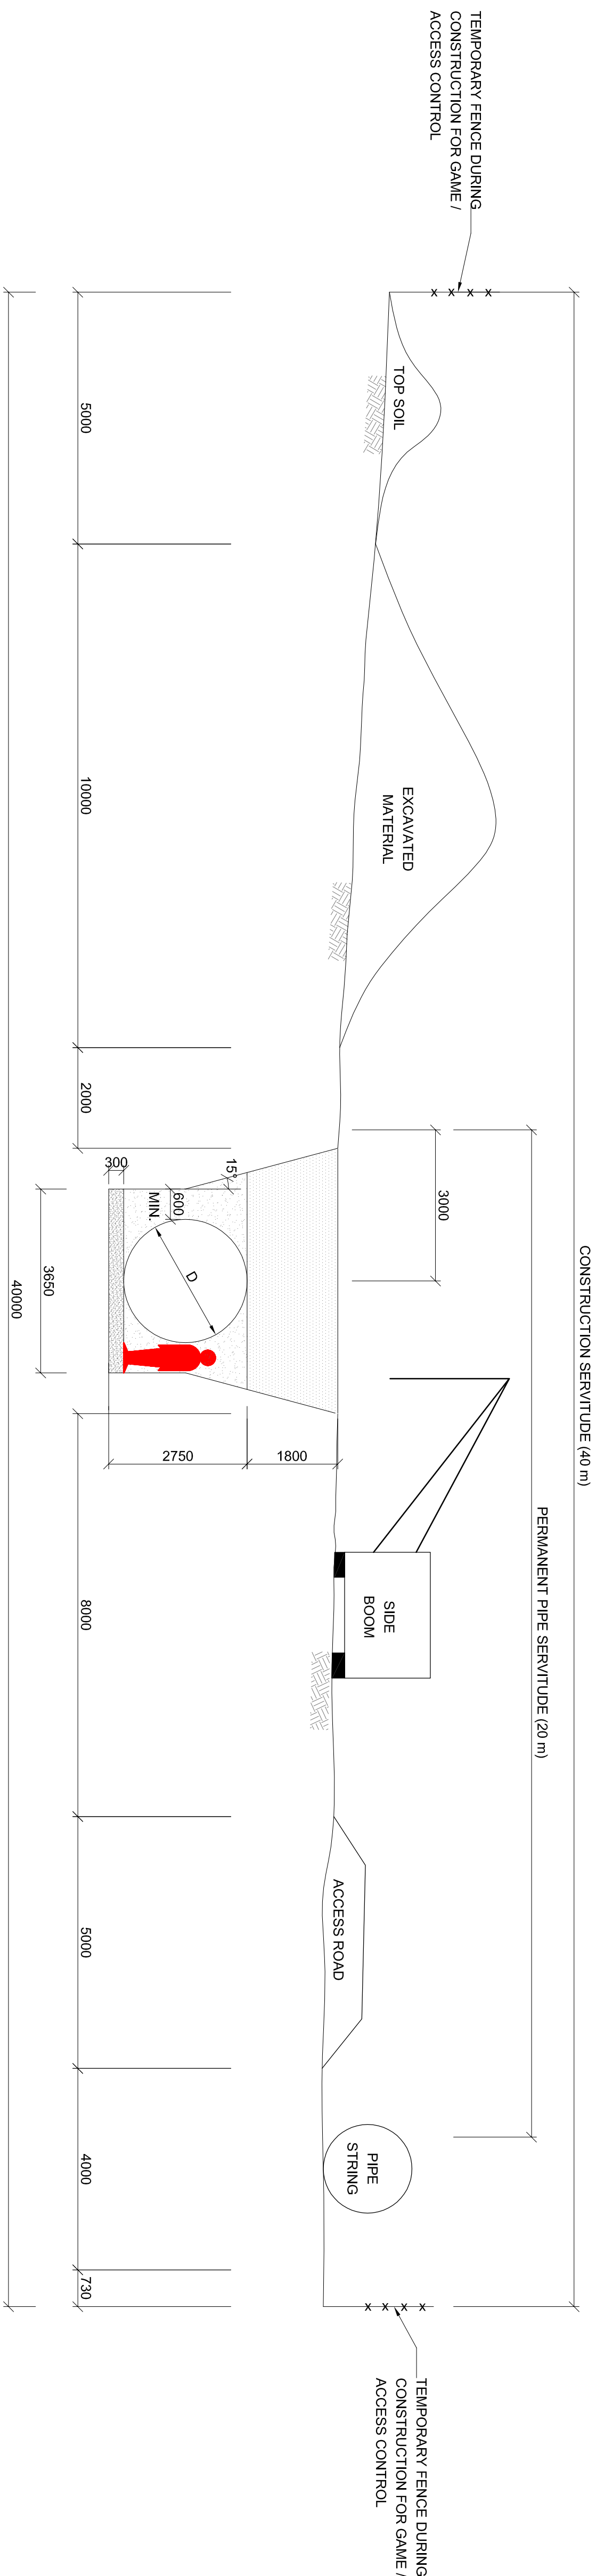 CONSTRUCTION SERVITUDE (40 m)
PERMANENT PIPE SERVITUDE (20 m)
TEMPORARY FENCE DURING
CONSTRUCTION FOR GAME /
ACCESS CONTROL
x x x x
TOP SOIL
EXCAVATED
MATERIAL
3000
SIDE
BOOM
ACCESS ROAD
PIPE
STRING
x x x x
TEMPORARY FENCE DURING
CONSTRUCTION FOR GAME /
ACCESS CONTROL
15°
600
MIN.
D
300
1800
2750
5000
10000
2000
8000
5000
4000
730
3650
40000